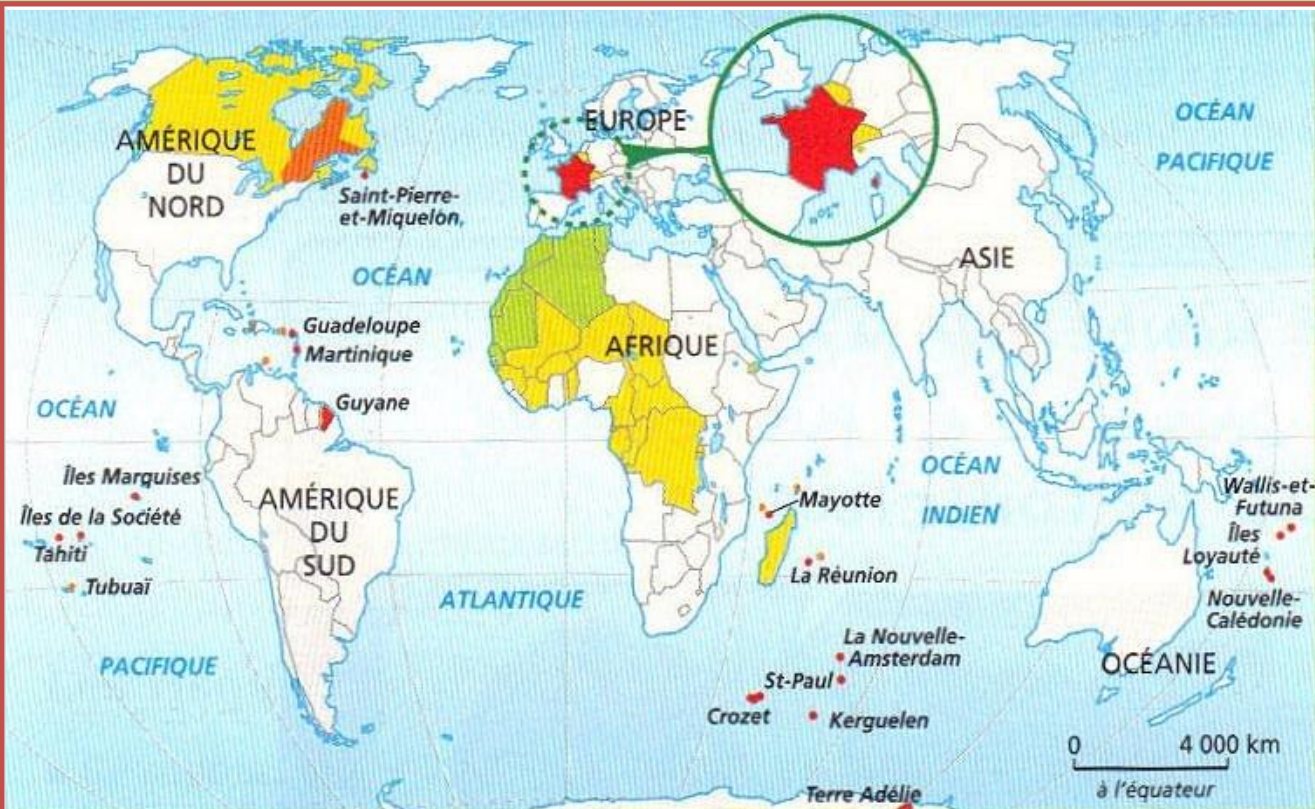 EUROPE
OCÉAN
PACIFIQUE
AMÉRIQUE
DU
NORD
Saint-Pierre-
et-Miquelon
OCÉAN
ASIE
Guadeloupe
Martinique
AFRIQUE
Guyane
OCÉAN
Îles Marquises
Îles de la Société
Tahiti
Tubuaï
AMÉRIQUE
DU
SUD
OCÉAN
INDIEN
Mayotte
La Réunion
Wallis-et-
Futuna
Îles
Loyauté
Nouvelle-
Calédonie
ATLANTIQUE
PACIFIQUE
La Nouvelle-
Amsterdam
St-Paul
Crozet
Kerguelen
OCÉANIE
0 4 000 km
à l'équateur
Terre Adélie